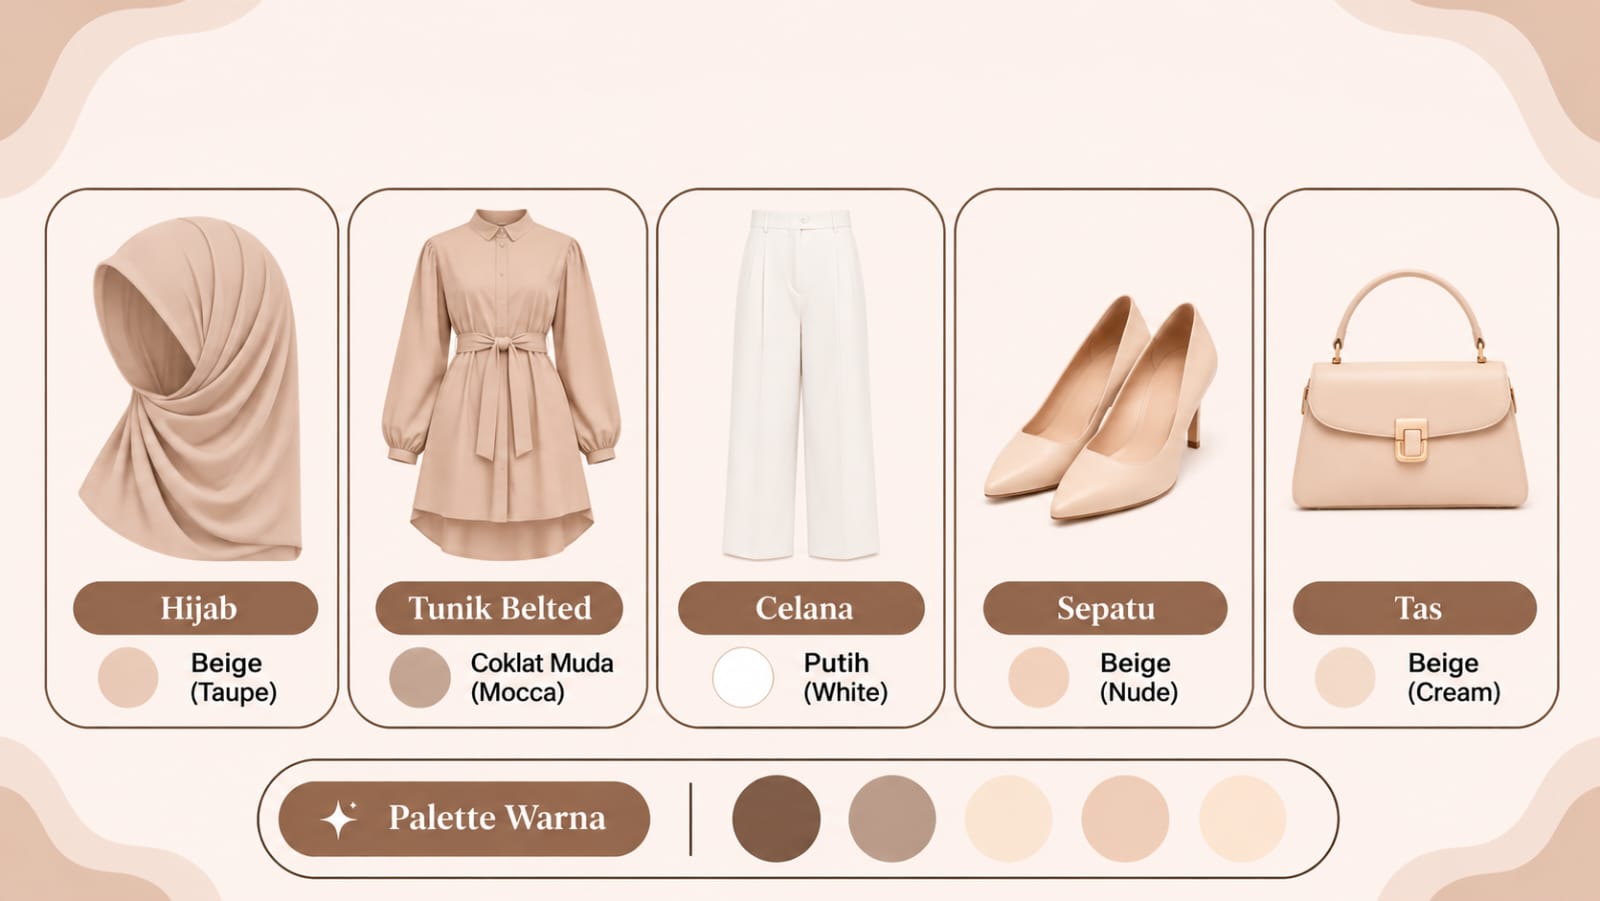 Hijab
Beige
(Taupe)
Tunik Belted
Coklat Muda
(Mocca)
Celana
Putih
(White)
Sepatu
Beige
(Nude)
Tas
Beige
(Cream)
Palette Warna